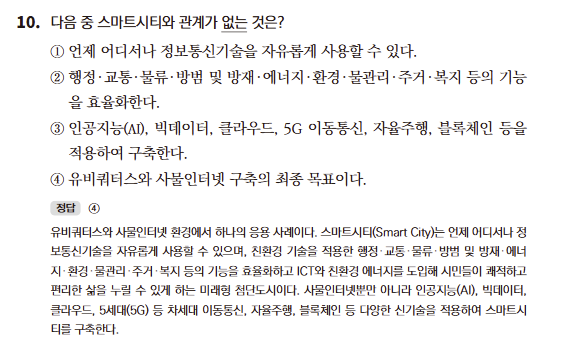 10. 다음 중 스마트시티와 관계가 없는 것은?
① 언제 어디서나 정보통신기술을 자유롭게 사용할 수 있다.
② 행정·교통·물류·방범 및 방재·에너지·환경·물관리·주거·복지 등의 기능
을 효율화한다.
③ 인공지능(AI), 빅데이터, 클라우드, 5G 이동통신, 자율주행, 블록체인 등을
적용하여 구축한다.
④ 유비쿼터스와 사물인터넷 구축의 최종 목표이다.
정답 ④
유비쿼터스와 사물인터넷 환경에서 하나의 응용 사례이다. 스마트시티(Smart City)는 언제 어디서나 정
보통신기술을 자유롭게 사용할 수 있으며, 친환경 기술을 적용한 행정·교통·물류·방범 및 방재·에너
지·환경·물관리·주거·복지 등의 기능을 효율화하고 ICT와 친환경 에너지를 도입해 시민들이 쾌적하고
편리한 삶을 누릴 수 있게 하는 미래형 첨단도시이다. 사물인터넷뿐만 아니라 인공지능(AI), 빅데이터,
클라우드, 5세대(5G) 등 차세대 이동통신, 자율주행, 블록체인 등 다양한 신기술을 적용하여 스마트시
티를 구축한다.